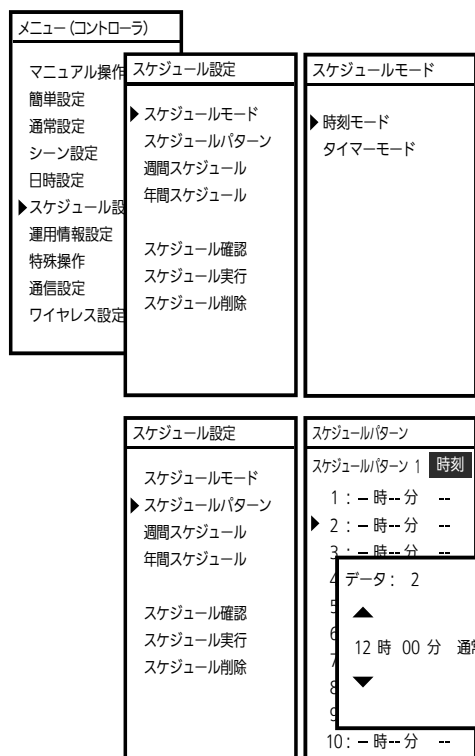 メニュー (コントローラ)
マニュアル操作
簡単設定
通常設定
シーン設定
日時設定
▶スケジュール設
運用情報設定
特殊操作
通信設定
ワイヤレス設定
スケジュール設定
▶ スケジュールモード
スケジュールパターン
週間スケジュール
年間スケジュール
スケジュール確認
スケジュール実行
スケジュール削除
スケジュールモード
▶ 時刻モード
タイマーモード
スケジュール設定
スケジュールモード
▶ スケジュールパターン
週間スケジュール
年間スケジュール
スケジュール確認
スケジュール実行
スケジュール削除
スケジュールパターン
スケジュールパターン 1 時刻
1 : – 時-- 分 --
▶ 2 : – 時-- 分 --
3 : – 時-- 分 --
4
5
6
7
8
9
データ : 2
▲
12 時 00 分 通常
▼
10 : – 時-- 分 --